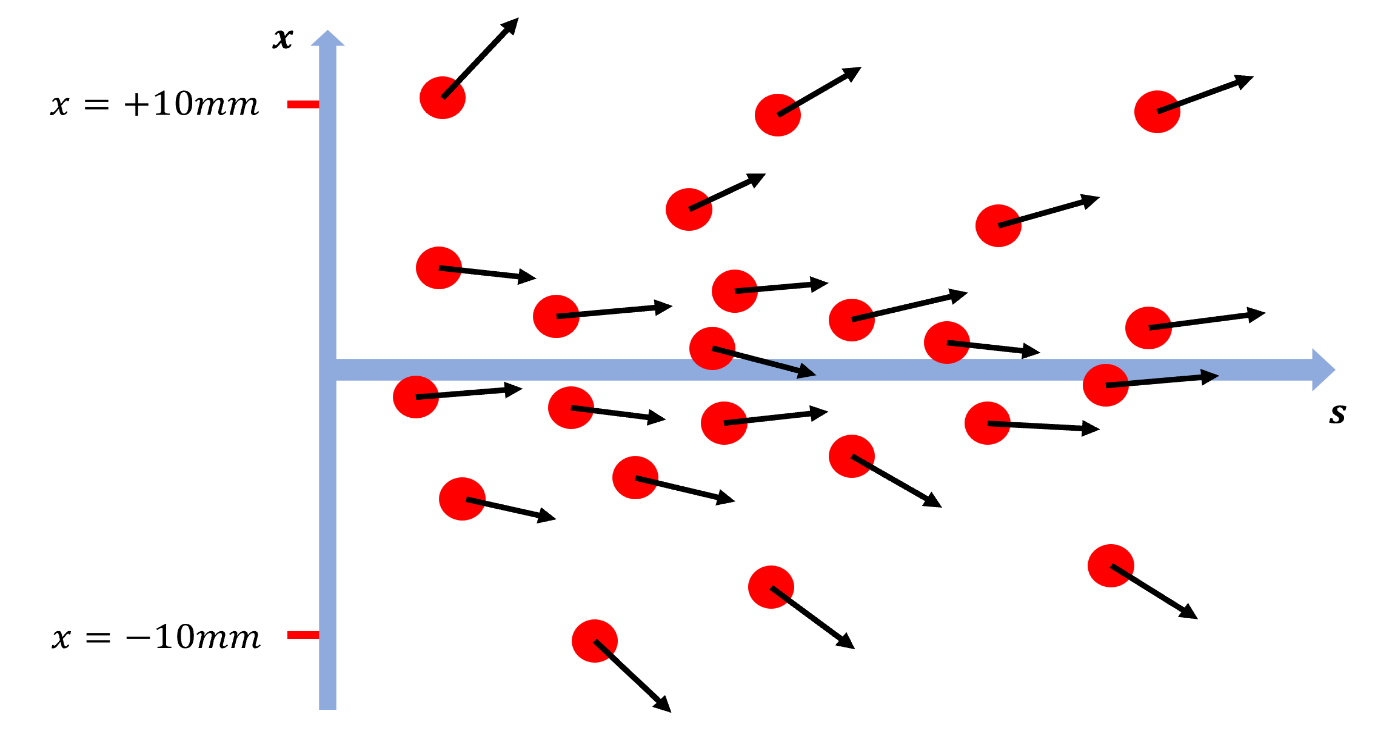 x
x = +10mm
s
x = −10mm